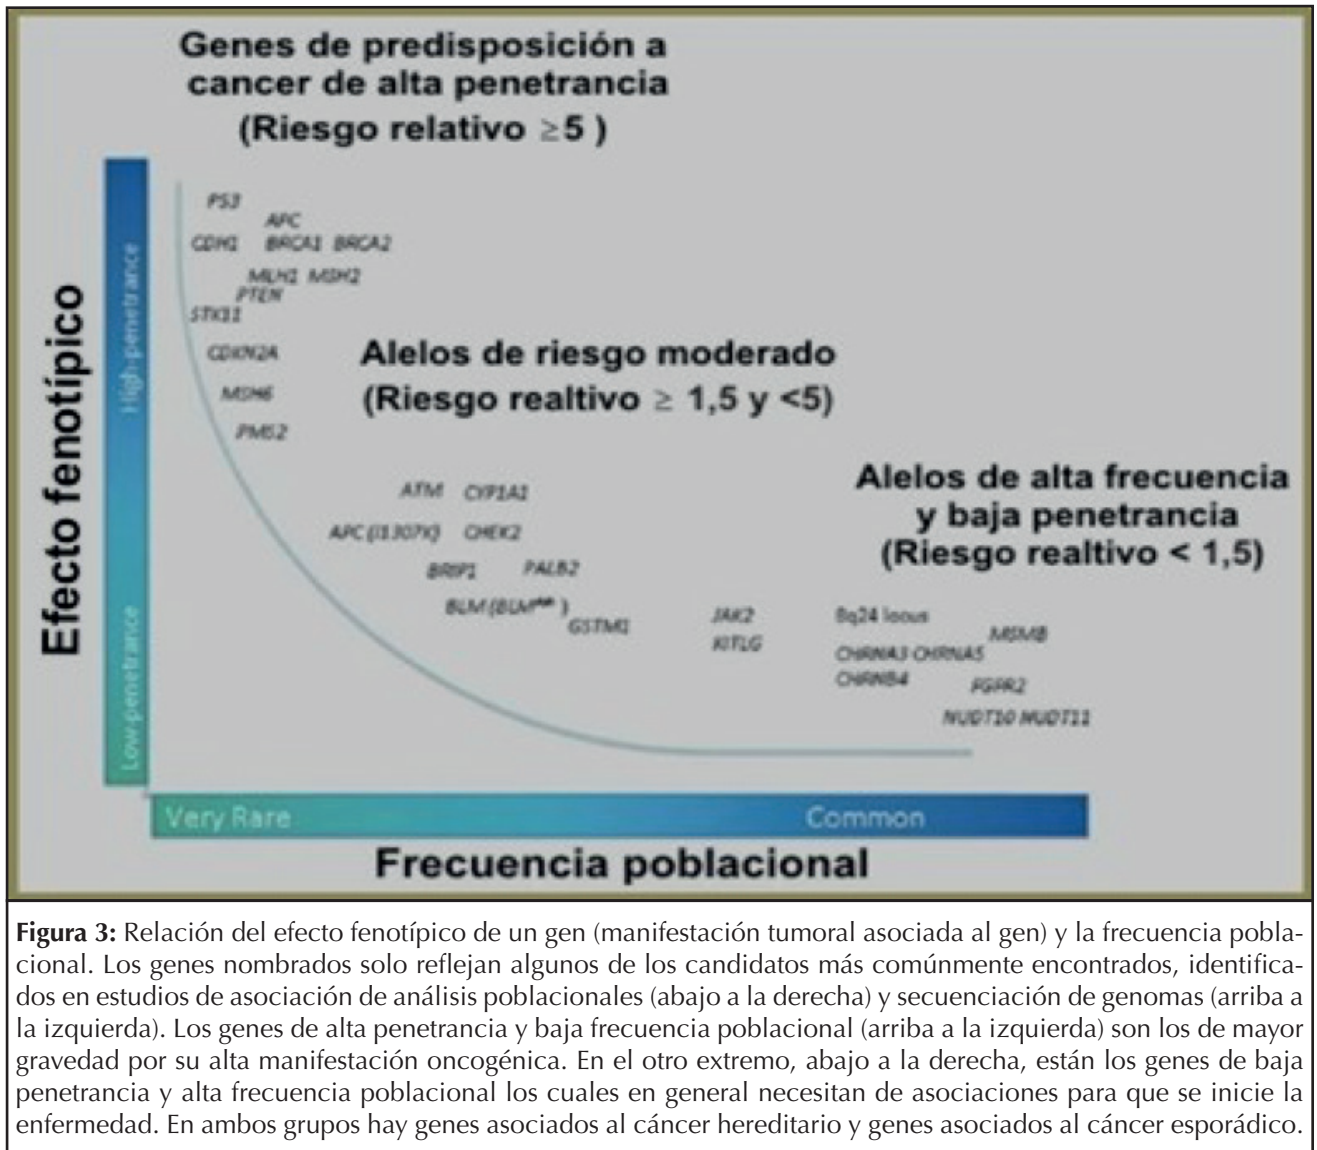 Genes de predisposición a
cancer de alta penetrancia
(Riesgo relativo ≥5 )
P53
APC
CDH1 BRCA1 BRCA2
MLH1 MSH2
PTEN
STK11
CDKN2A
MSH6
PMS2
High-penetrance
Low-penetrance
Efecto fenotípico
Alelos de riesgo moderado
(Riesgo realtivo ≥ 1,5 y <5)
ATM CYP1A1
APC (I1307K) CHEK2
BRIP1 PALB2
BLM (BLM )
GSTM1
Alelos de alta frecuencia
y baja penetrancia
(Riesgo realtivo < 1,5)
JAK2
KITLG
8q24 locus
MSMB
CHRNA3 CHRNA5
CHRNB4
FGFR2
NUDT10 NUDT11
Very Rare
Common
Frecuencia poblacional
Figura 3: Relación del efecto fenotípico de un gen (manifestación tumoral asociada al gen) y la frecuencia pobla-
cional. Los genes nombrados solo reflejan algunos de los candidatos más comúnmente encontrados, identifica-
dos en estudios de asociación de análisis poblacionales (abajo a la derecha) y secuenciación de genomas (arriba a
la izquierda). Los genes de alta penetrancia y baja frecuencia poblacional (arriba a la izquierda) son los de mayor
gravedad por su alta manifestación oncogénica. En el otro extremo, abajo a la derecha, están los genes de baja
penetrancia y alta frecuencia poblacional los cuales en general necesitan de asociaciones para que se inicie la
enfermedad. En ambos grupos hay genes asociados al cáncer hereditario y genes asociados al cáncer esporádico.